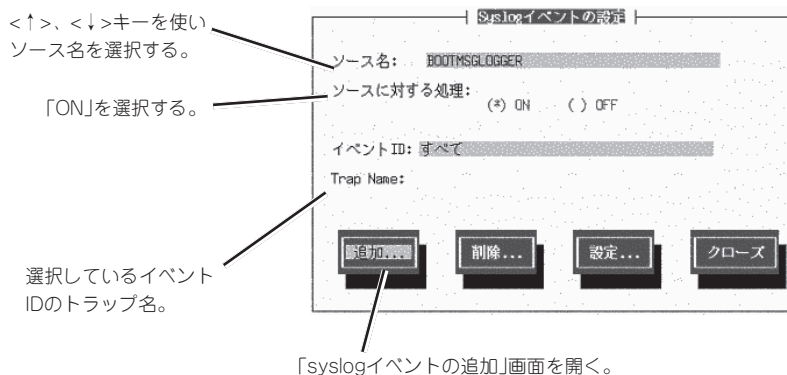 <↑>、<↓>キーを使い
ソース名を選択する。
「ON」を選択する。
選択しているイベント
IDのトラップ名。
Syslogイベントの設定
ソース名: BOOTMSGLOGGER
ソースに対する処理:
(*) ON ( ) OFF
イベントID: すべて
Trap Name:
追加... 削除... 設定... クローズ
「syslogイベントの追加」画面を開く。